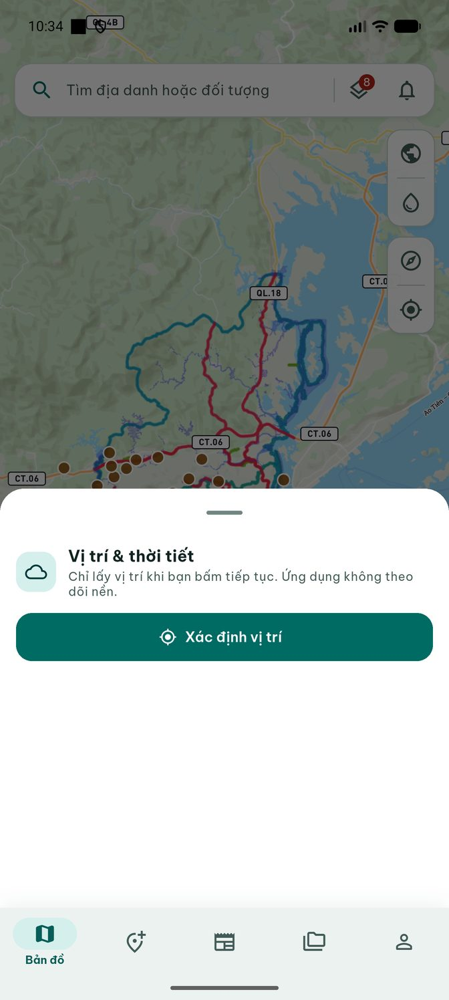 10:34
QL.4B
Tìm địa danh hoặc đối tượng
8
QL.18
CT.0
Ao Tiên –
CT.06
CT.06
CT.06
Vị trí & thời tiết
Chỉ lấy vị trí khi bạn bấm tiếp tục. Ứng dụng không theo
dõi nền.
Xác định vị trí
Bản đồ